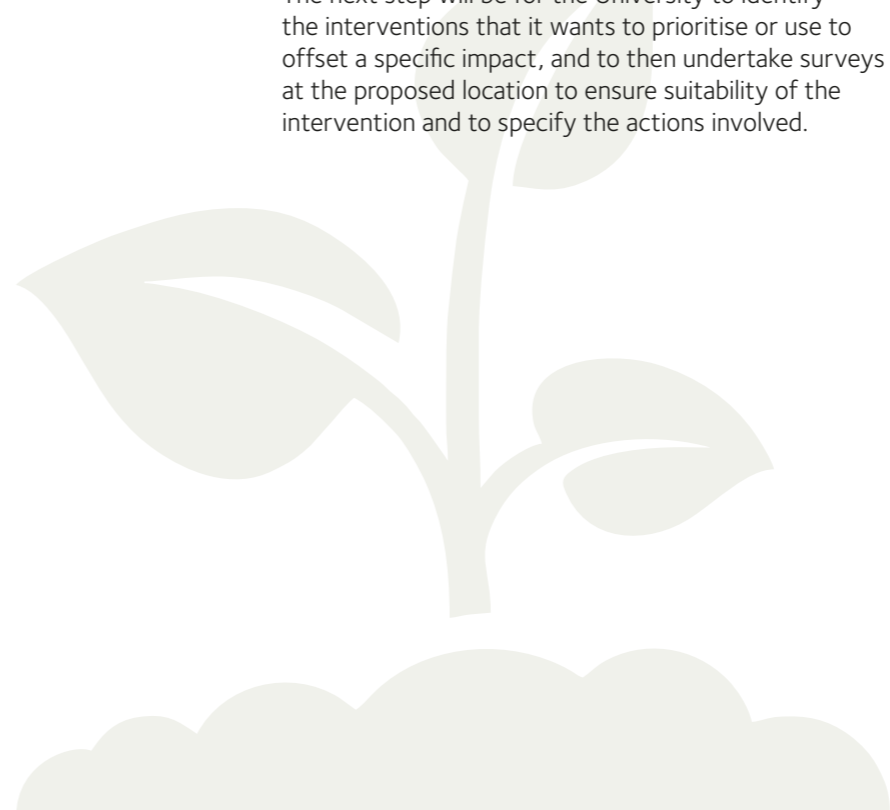 The next step will be for the University to identify
the interventions that it wants to prioritise or use to
offset a specific impact, and to then undertake surveys
at the proposed location to ensure suitability of the
intervention and to specify the actions involved.